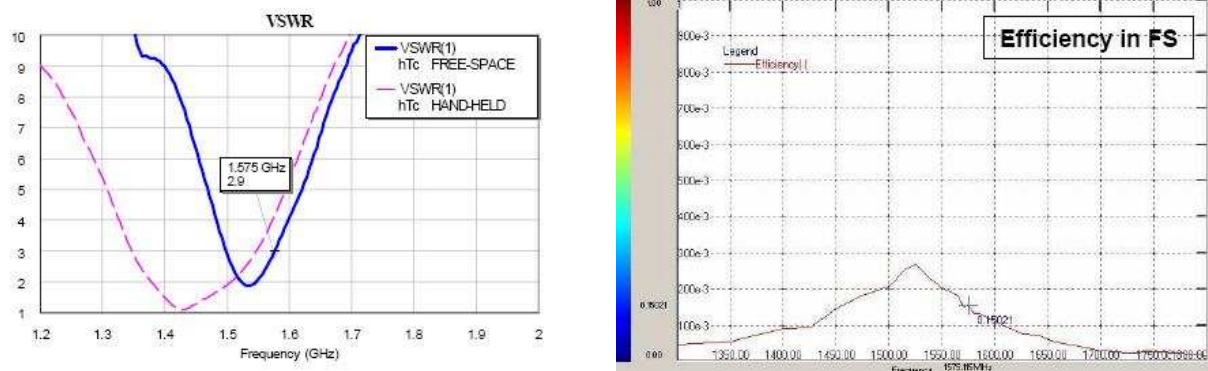 VSWR
10
9
8
7
6
5
4
3
2
1
VSWR(1)
hTc FREE-SPACE
VSWR(1)
hTc HAND-HELD
1.575 GHz
2.9
1.2 1.3 1.4 1.5 1.6 1.7 1.8 1.9 2
Frequency (GHz)
1.00
0.15021
0.00
Efficiency in FS
900e-3
Legend
Efficiency
800e-3
700e-3
600e-3
500e-3
400e-3
300e-3
200e-3
100e-3
0.15021
1350.00 1400.00 1450.00 1500.00 1550.00 1600.00 1650.00 1700.00
Frequency